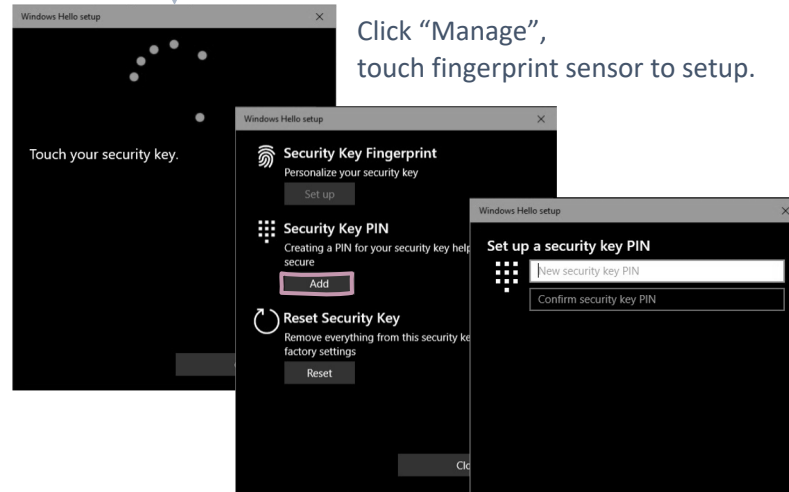 Windows Hello setup
Click “Manage”,
touch fingerprint sensor to setup.
Touch your security key.
Windows Hello setup
Security Key Fingerprint
Personalize your security key
Set up
Security Key PIN
Creating a PIN for your security key
secure
Add
Reset Security Key
Remove everything from this security
factory settings
Reset
Windows Hello setup
Set up a security key PIN
New security key PIN
Confirm security key PIN